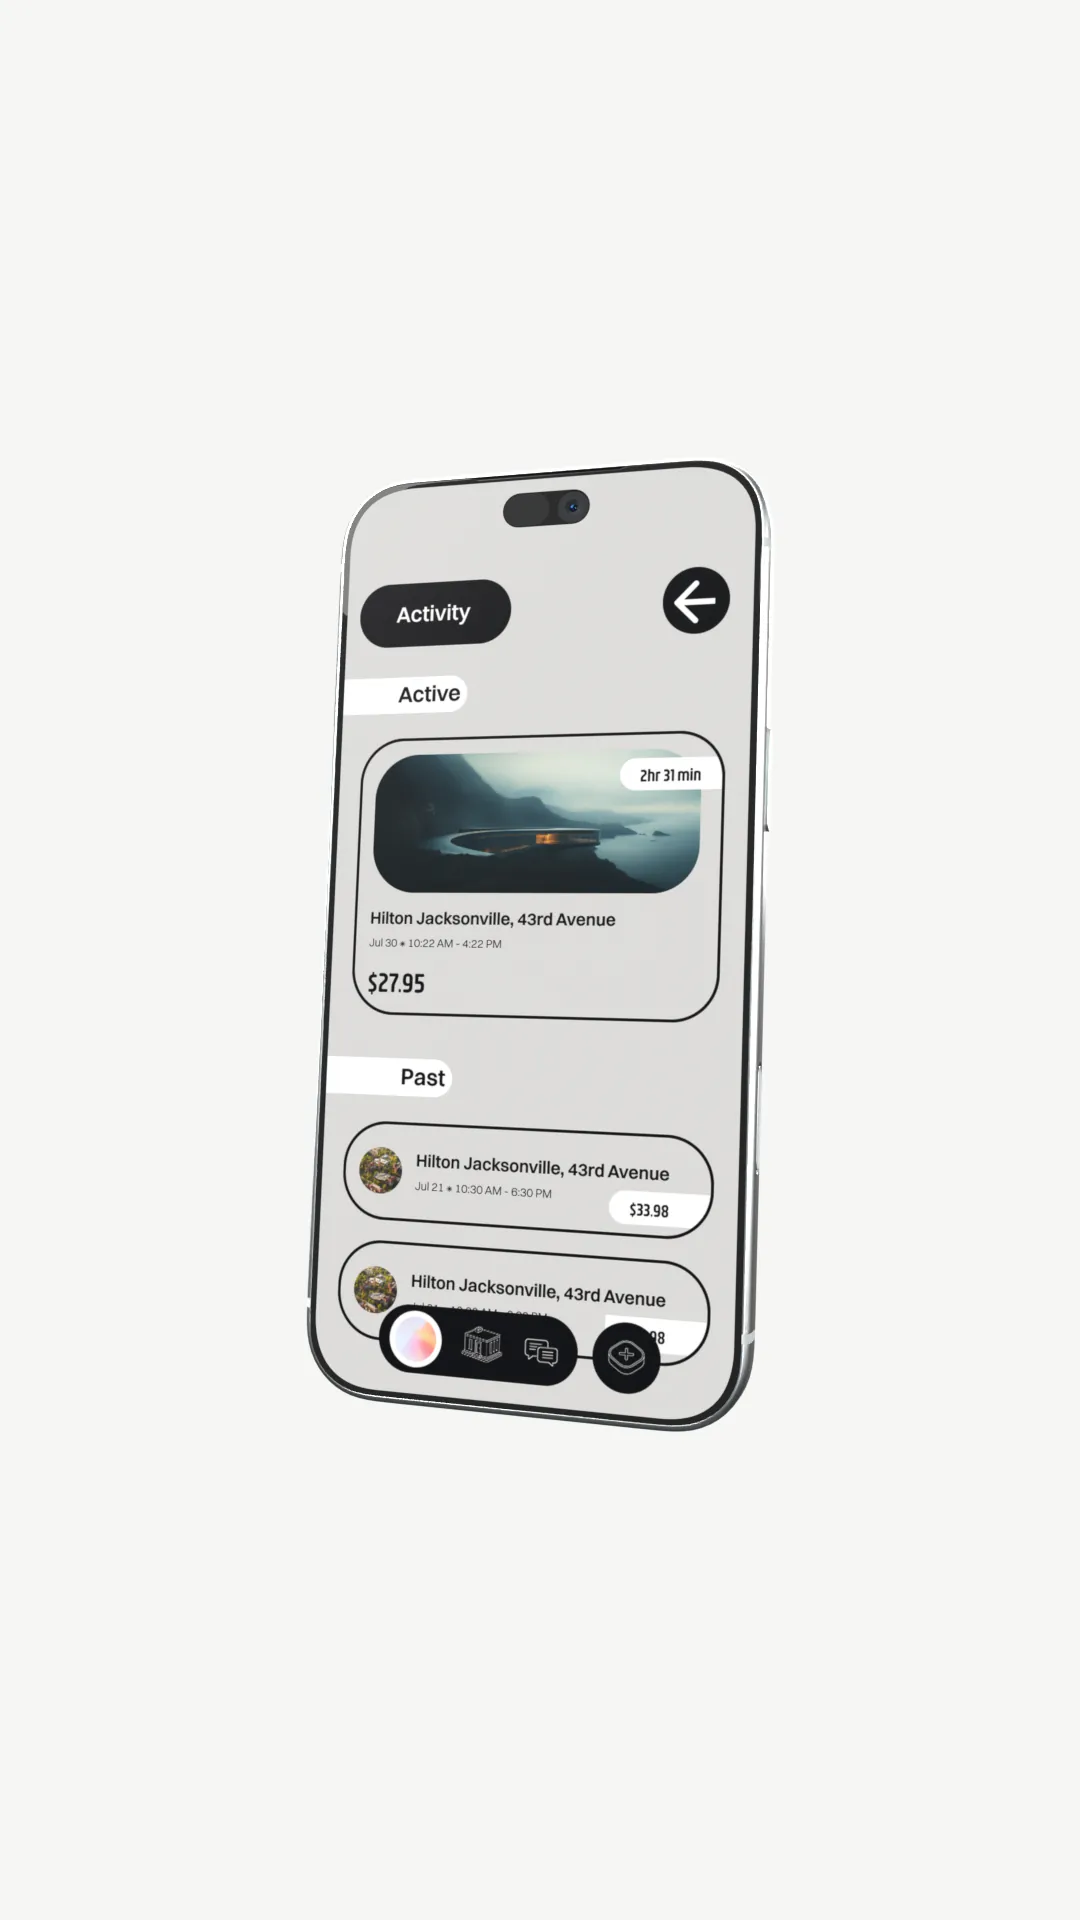 Activity
Active
2hr 31 min
Hilton Jacksonville, 43rd Avenue
Jul 30 • 10:22 AM - 4:22 PM
$27.95
Past
Hilton Jacksonville, 43rd Avenue
Jul 21 • 10:30 AM - 6:30 PM
$33.98
Hilton Jacksonville, 43rd Avenue
98